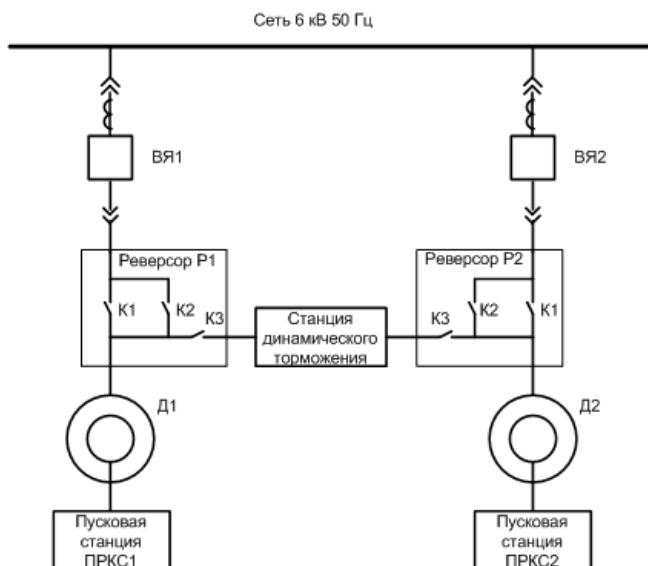 Сеть 6 кВ 50 Гц
ВЯ1
ВЯ2
Реверсор Р1
Реверсор Р2
К1
К2
К3
Станция
динамического
торможения
К3
К2
К1
Д1
Д2
Пусковая
станция
ПРКС1
Пусковая
станция
ПРКС2